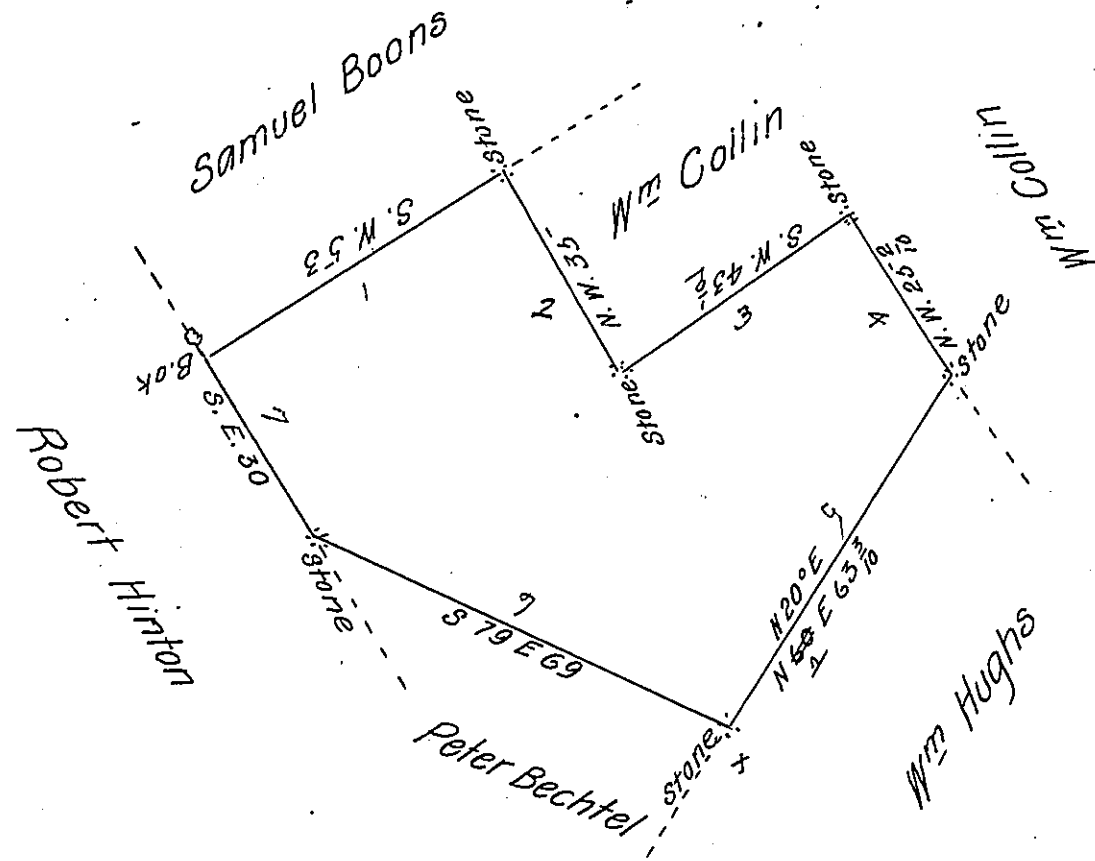 Samuel Boons
Stone
Wm Collin
Stone
Wm Collin
S. W. 53
1
N. W. 35
2
S. W. 43 1/2
3
N. W. 25 2/10
4
Stone
Stone
B.ok
S. E. 30
7
Robert Hinton
Stone
S 79 E 69
N 20° E
N E 63 3/10
5
Peter Bechtel
Stone
Wm Hughs